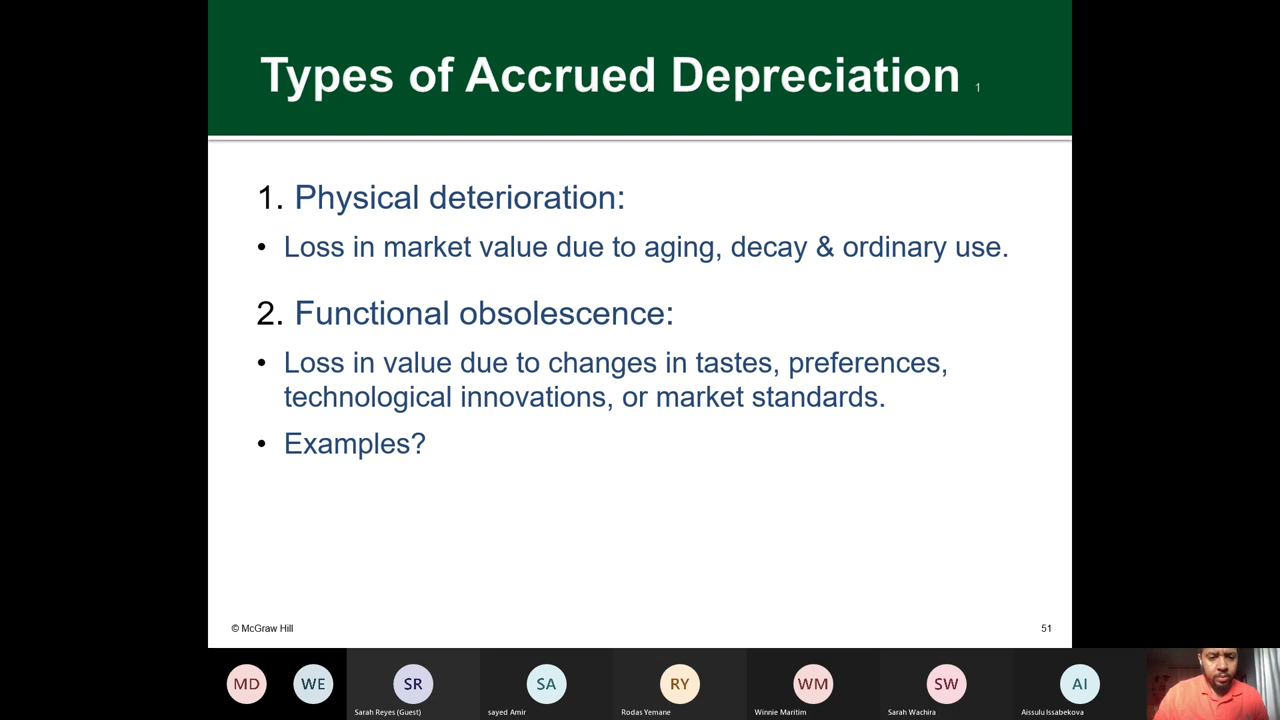 Types of Accrued Depreciation 1
1. Physical deterioration:
• Loss in market value due to aging, decay & ordinary use.
2. Functional obsolescence:
• Loss in value due to changes in tastes, preferences,
technological innovations, or market standards.
• Examples?
© McGraw Hill
51
MD
WE
SR
SA
RY
WM
SW
AI
Sarah Reyes (Guest)
sayed Amir
Rodas Yemane
Winnie Maritim
Sarah Wachira
Aissulu Issabekova